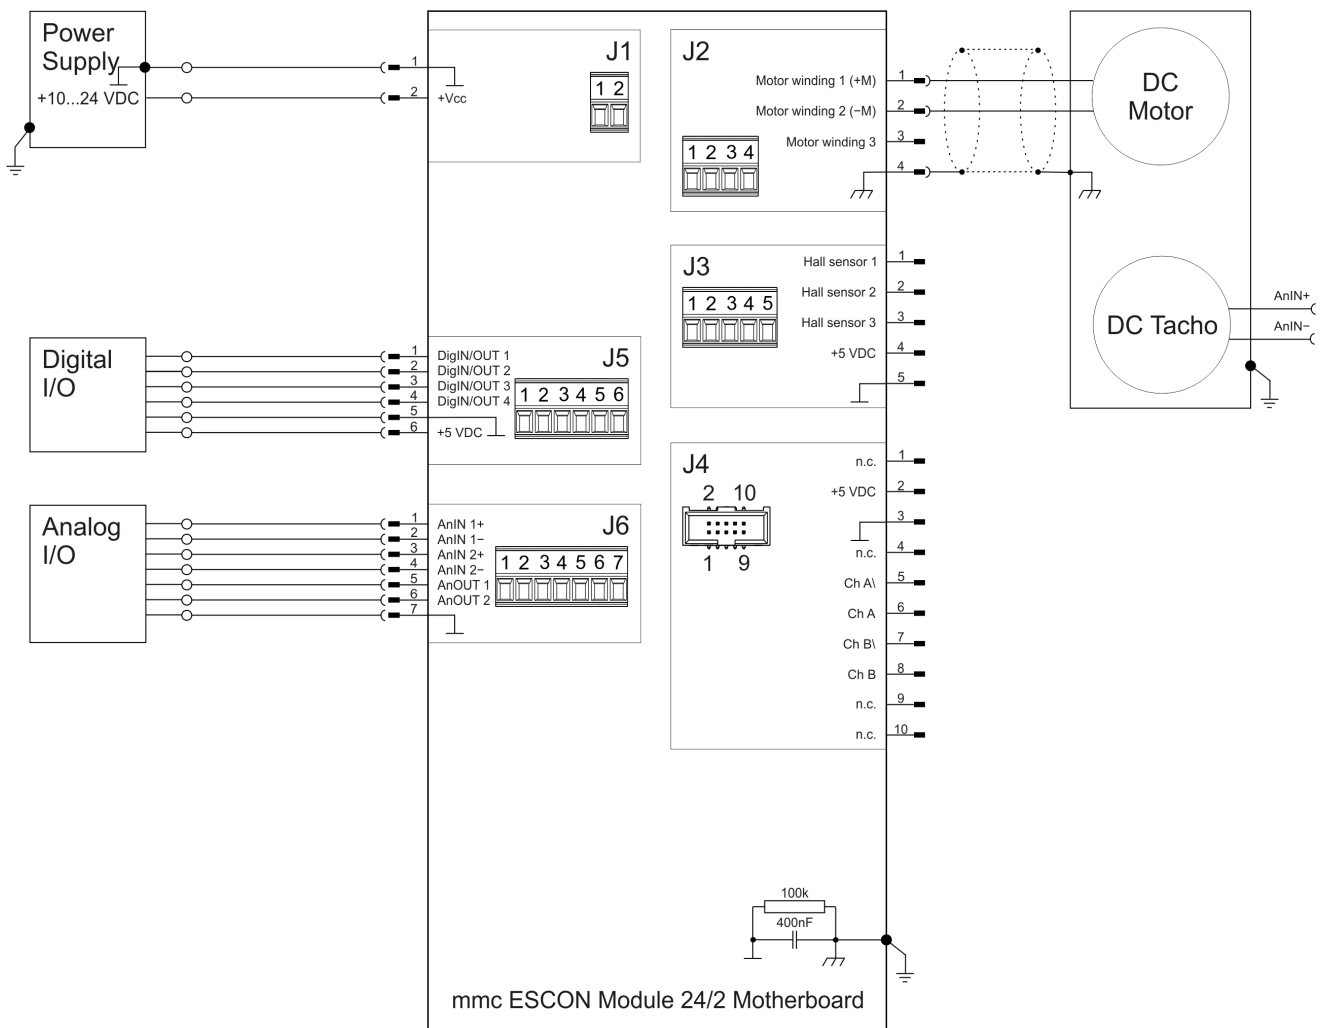 Power
Supply
+10...24 VDC
1
2
+Vcc
J1
1 2
J2
Motor winding 1 (+M)
1
Motor winding 2 (−M)
2
Motor winding 3
3
4
1 2 3 4
DC
Motor
J3
1 2 3 4 5
Hall sensor 1
1
Hall sensor 2
2
Hall sensor 3
3
+5 VDC
4
5
DC Tacho
AnIN+
AnIN−
Digital
I/O
1
DigIN/OUT 1
2
DigIN/OUT 2
3
DigIN/OUT 3
4
DigIN/OUT 4
5
6
+5 VDC
J5
1 2 3 4 5 6
J4
2 10
1 9
n.c.
1
+5 VDC
2
3
n.c.
4
Ch A\
5
Ch A
6
Ch B\
7
Ch B
8
n.c.
9
n.c.
10
Analog
I/O
1
AnIN 1+
2
AnIN 1−
3
AnIN 2+
4
AnIN 2−
5
AnOUT 1
6
AnOUT 2
7
J6
1 2 3 4 5 6 7
100k
400nF
mmc ESCON Module 24/2 Motherboard